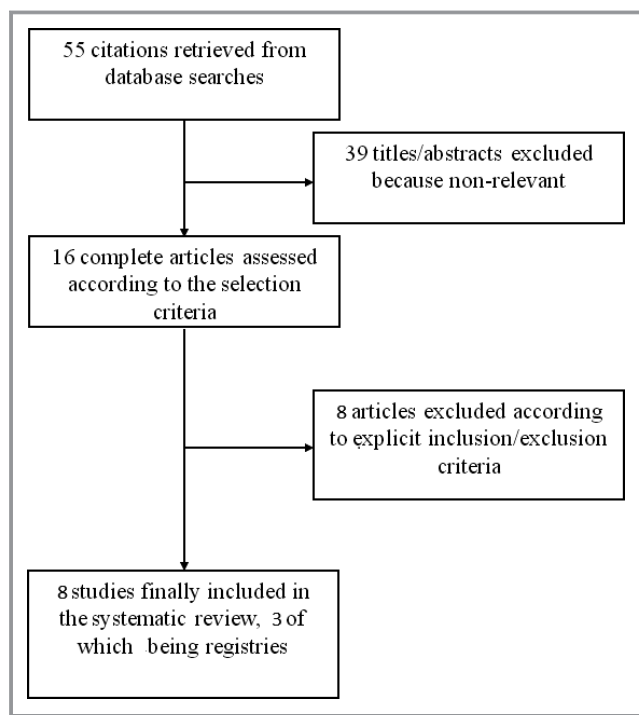 55 citations retrieved from
database searches
39 titles/abstracts excluded
because non-relevant
16 complete articles assessed
according to the selection
criteria
8 articles excluded according
to explicit inclusion/exclusion
criteria
8 studies finally included in
the systematic review, 3 of
which being registries